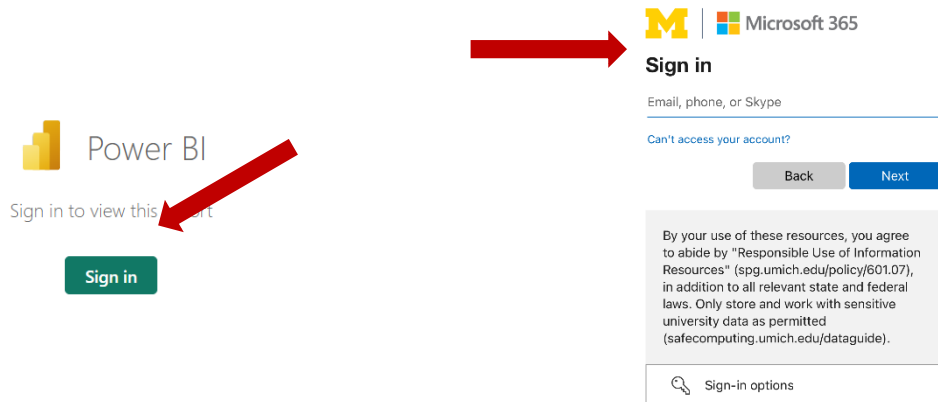 Power BI
Sign in to view this rt
Sign in
M Microsoft 365
Sign in
Email, phone, or Skype
Can't access your account?
Back Next
By your use of these resources, you agree
to abide by "Responsible Use of Information
Resources" (spg.umich.edu/policy/601.07),
in addition to all relevant state and federal
laws. Only store and work with sensitive
university data as permitted
(safecomputing.umich.edu/dataguide).
Sign-in options